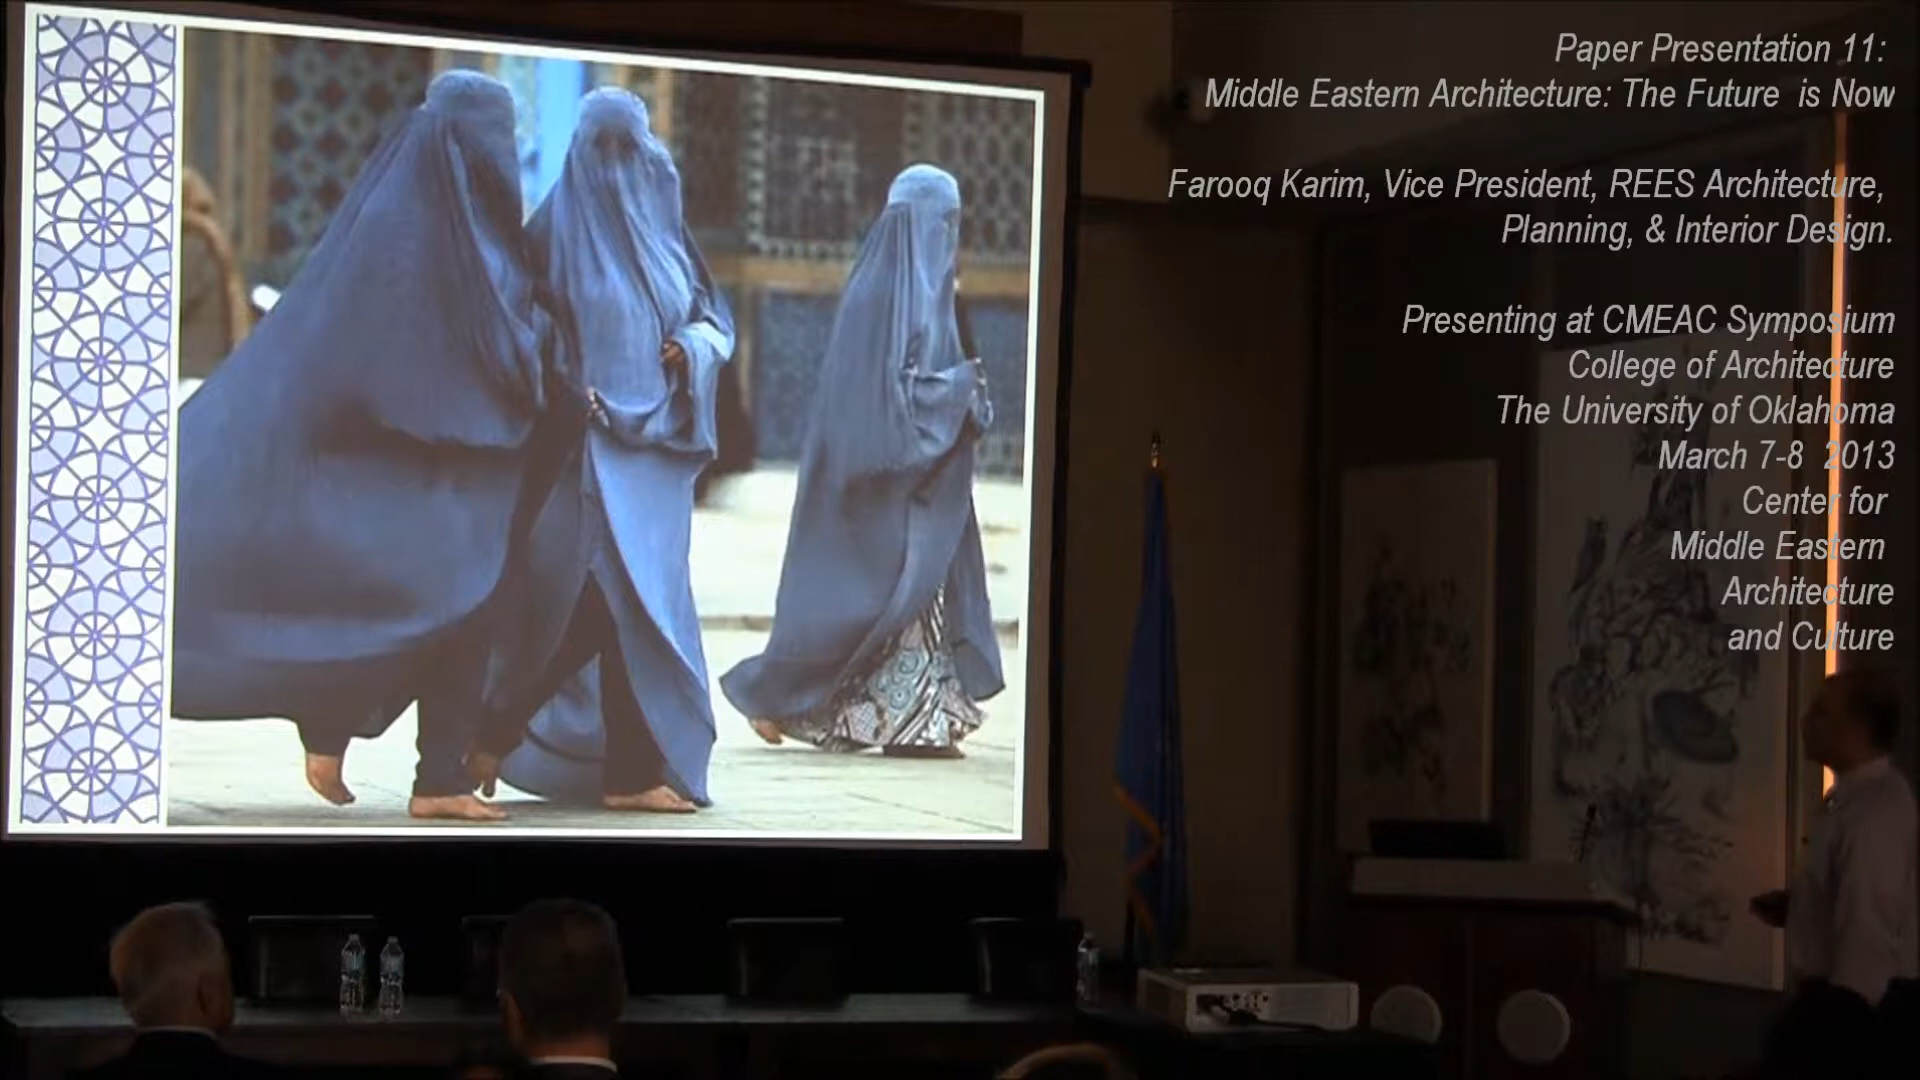 Paper Presentation 11:
Middle Eastern Architecture: The Future is Now
Farooq Karim, Vice President, REES Architecture,
Planning, & Interior Design.
Presenting at CMEAC Symposium
College of Architecture
The University of Oklahoma
March 7-8 2013
Center for
Middle Eastern
Architecture
and Culture